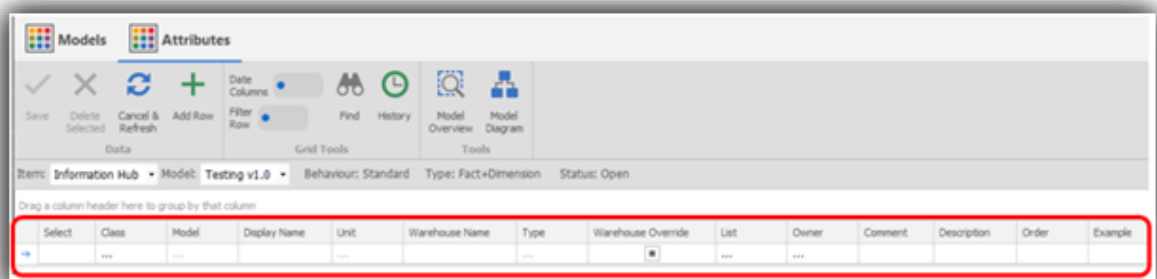 Models Attributes
Save Delete Selected Cancel & Refresh Add Row Date Columns Filter Row Find History Model Overview Model Diagram
Data Grid Tools Tools
Item: Information Hub Model: Testing v1.0 Behaviour: Standard Type: Fact+Dimension Status: Open
Drag a column header here to group by that column
Select Class Model Display Name Unit Warehouse Name Type Warehouse Override List Owner Comment Description Order Example
... ... ... ... ... ...